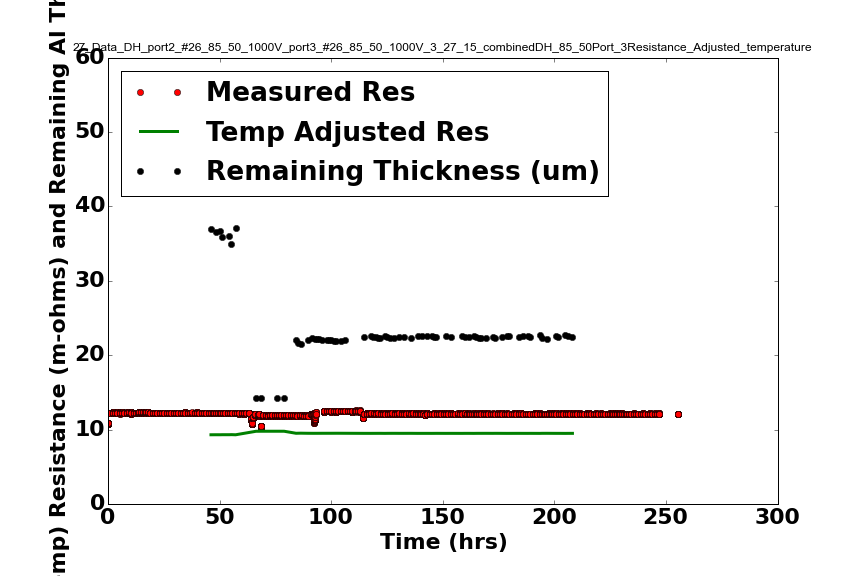 27_Data_DH_port2_#26_85_50_1000V_port3_#26_85_50_1000V_3_27_15_combinedDH_85_50Port_3Resistance_Adjusted_temperature
Measured Res
Temp Adjusted Res
Remaining Thickness (um)
60
50
40
30
20
10
0
0 50 100 150 200 250 300
Time (hrs)
mp) Resistance (m-ohms) and Remaining Al Th